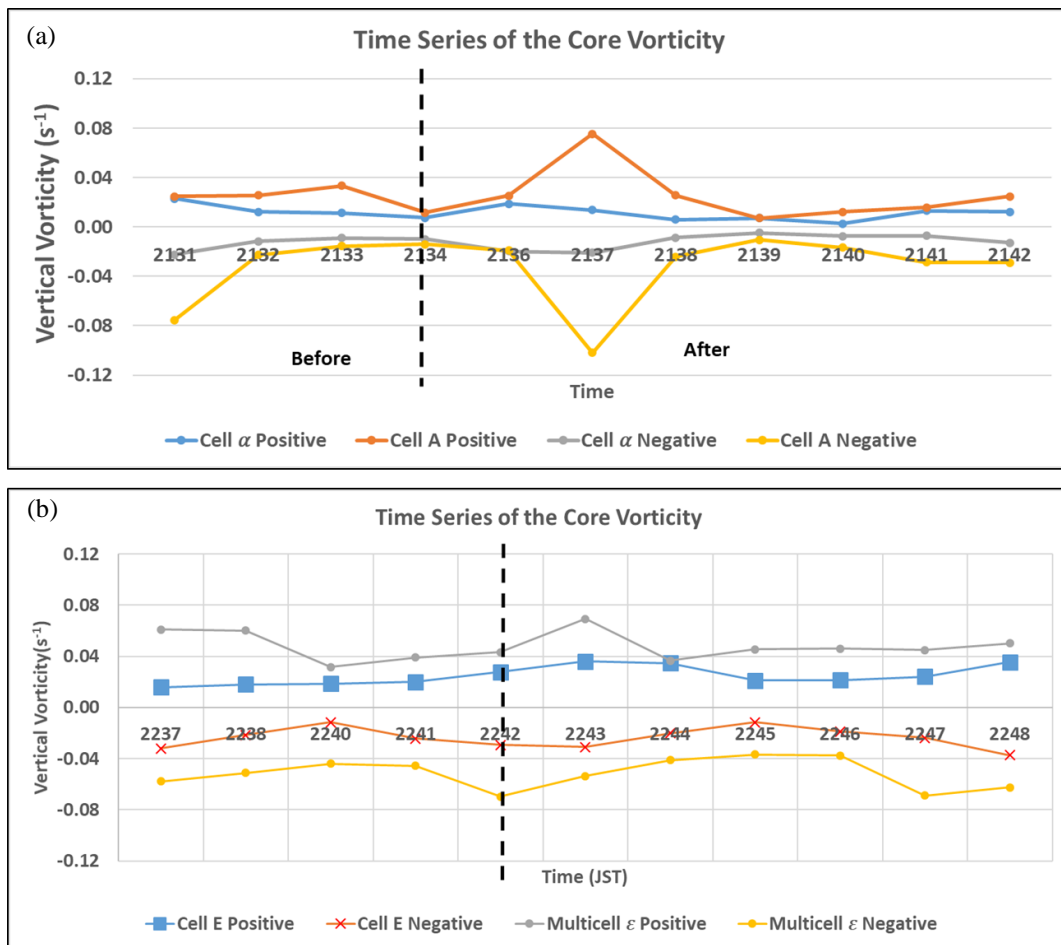 (a)
Time Series of the Core Vorticity
Vertical Vorticity (s⁻¹)
0.12
0.08
0.04
0.00
-0.04
-0.08
-0.12
2131 2132 2133 2134 2136 2137 2138 2139 2140 2141 2142
Before After
Time
Cell α Positive Cell A Positive Cell α Negative Cell A Negative
(b)
Time Series of the Core Vorticity
Vertical Vorticity(s⁻¹)
0.12
0.08
0.04
0.00
-0.04
-0.08
-0.12
2237 2238 2240 2241 2242 2243 2244 2245 2246 2247 2248
Time (JST)
Cell E Positive Cell E Negative Multicell ε Positive Multicell ε Negative